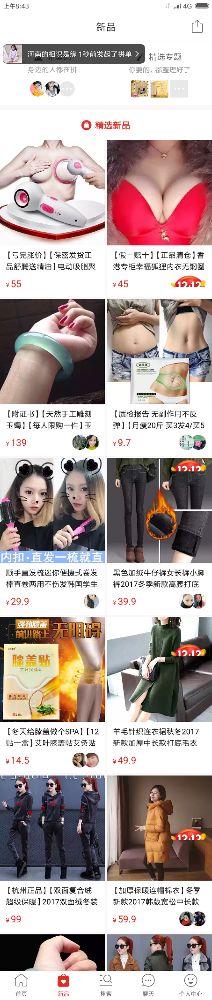 上午8:43
4G
新品
河南的相识是缘 1秒前发起了拼单
精选专题
身边的人都在拼
你要的, 都整理好了
精选新品
【亏完涨价】【保密发货正
品舒腾送精油】电动吸脂聚
¥55
【假一赔十】【正品清仓】香
港专柜幸福狐狸内衣无钢圈
¥45
12.12
【附证书】【天然手工雕刻
玉镯】【每人限购一件】玉
¥139
【质检报告 无副作用不反
弹】【月瘦20斤 买3发4/买5
¥9.7
内扣·直发一梳就直
顺手直发梳迷你便捷式卷发
棒直卷两用不伤发韩国学生
¥29.9
12.12
黑色加绒牛仔裤女长裤小脚
裤2017冬季新款高腰打底
¥39.9
强劲膝盖
前进路上
无阻碍
膝盖贴
【冬天给膝盖做个SPA】【12
贴一盒】艾叶膝盖帖艾灸贴
¥14.5
12.12
羊毛针织连衣裙秋冬2017
新款加厚中长款打底毛衣
¥49.9
【杭州正品】【双面复合绒
超级保暖】2017双面绒冬装
¥99
12.12
【加厚保暖连帽棉衣】冬季
新款2017韩版宽松中长款
¥59.9
首页
新品
搜索
聊天
个人中心